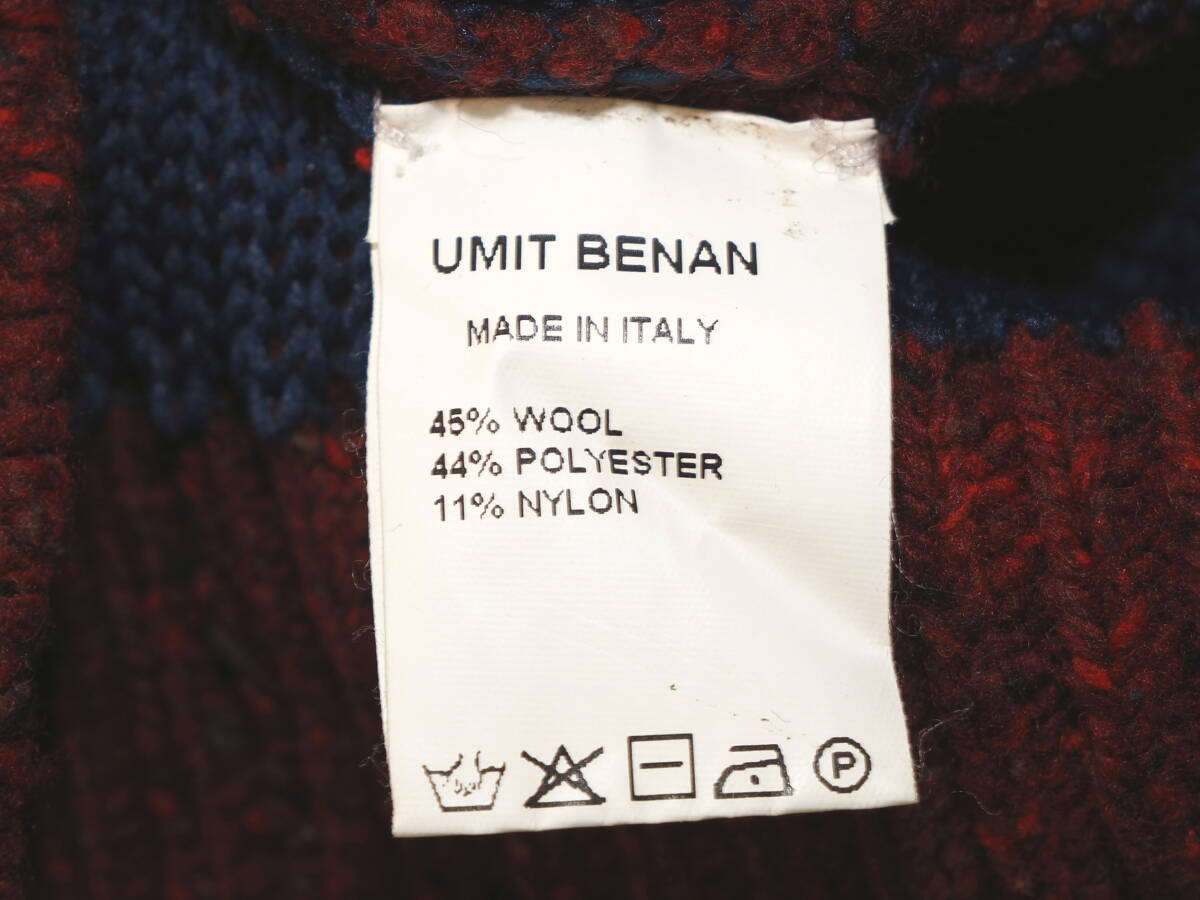 UMIT BENAN
MADE IN ITALY
45% WOOL
44% POLYESTER
11% NYLON
P